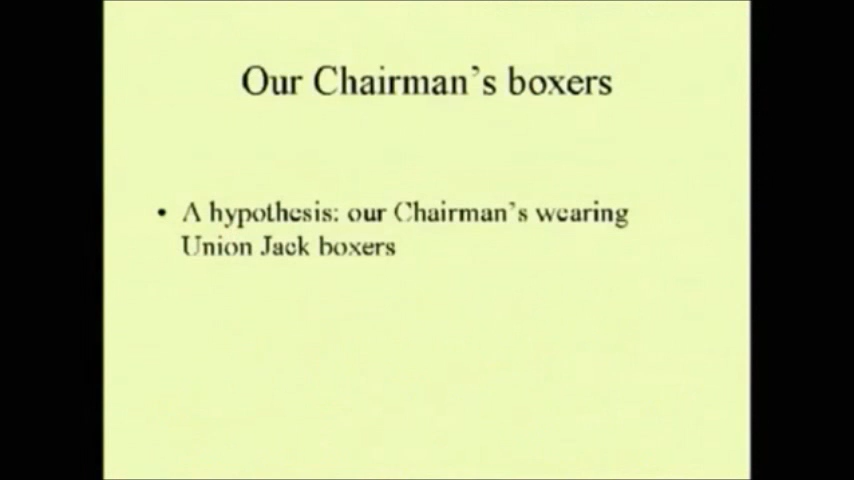 Our Chairman's boxers
• A hypothesis: our Chairman's wearing
Union Jack boxers